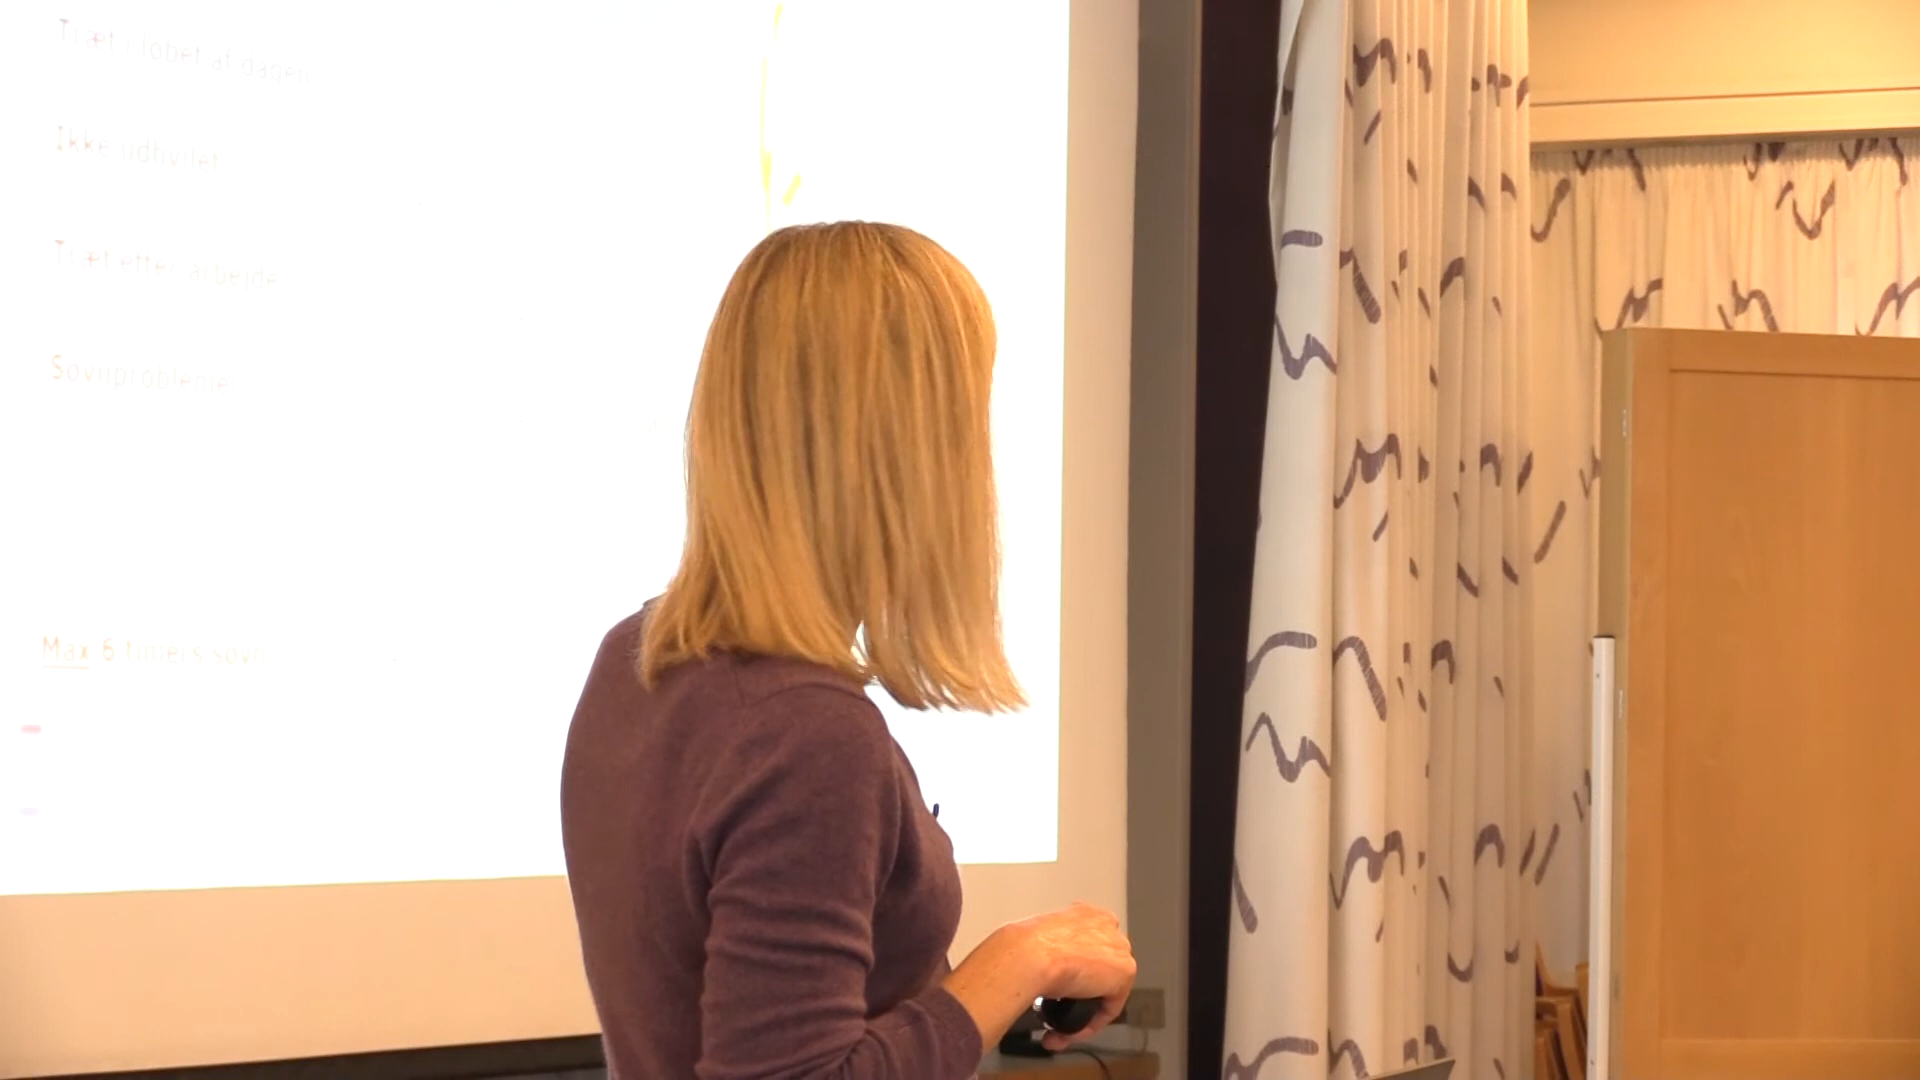 Træt i løbet af dagen
Ikke udhvilet
Træt efter arbejde
Søvnproblemer
Max 6 timers søvn